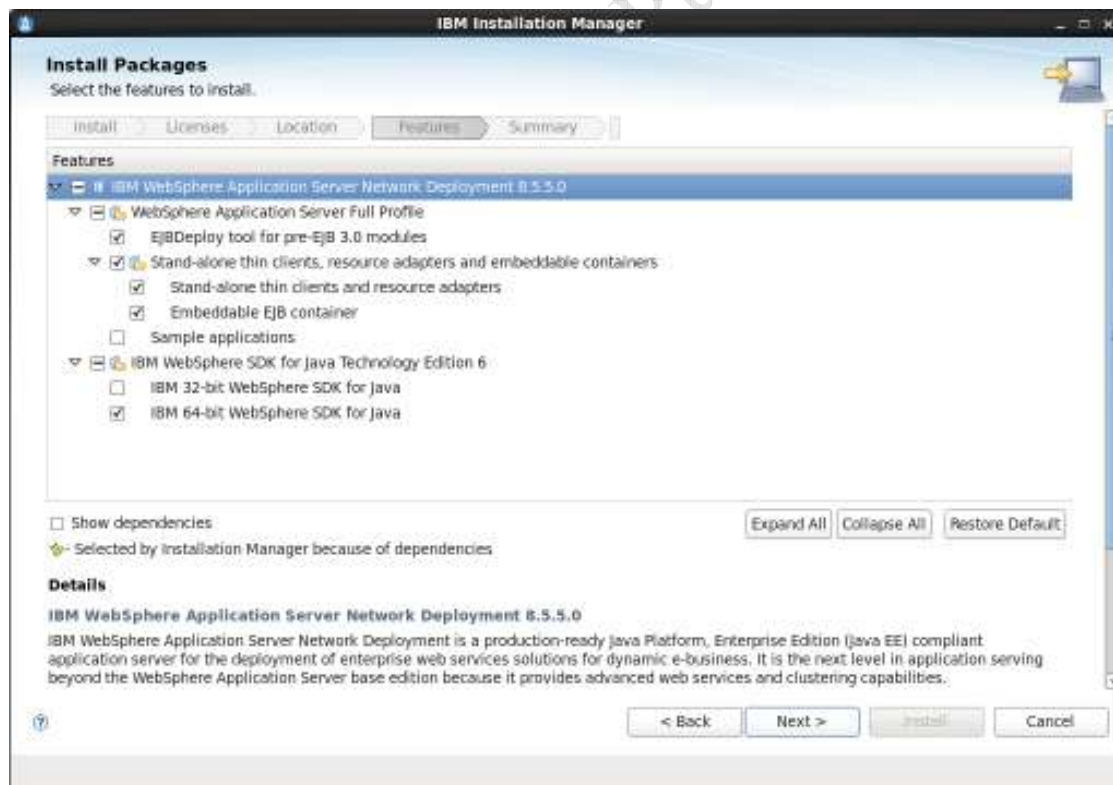 IBM Installation Manager
Install Packages
Select the features to install.
Install Licenses Location Features Summary
Features
IBM WebSphere Application Server Network Deployment 8.5.5.0
WebSphere Application Server Full Profile
EJBDeploy tool for pre-EJB 3.0 modules
Stand-alone thin clients, resource adapters and embeddable containers
Stand-alone thin clients and resource adapters
Embeddable EJB container
Sample applications
IBM WebSphere SDK for Java Technology Edition 6
IBM 32-bit WebSphere SDK for Java
IBM 64-bit WebSphere SDK for Java
Show dependencies
Expand All Collapse All Restore Default
- Selected by Installation Manager because of dependencies
Details
IBM WebSphere Application Server Network Deployment 8.5.5.0
IBM WebSphere Application Server Network Deployment is a production-ready Java Platform, Enterprise Edition (Java EE) compliant
application server for the deployment of enterprise web services solutions for dynamic e-business. It is the next level in application serving
beyond the WebSphere Application Server base edition because it provides advanced web services and clustering capabilities.
? < Back Next > Install Cancel